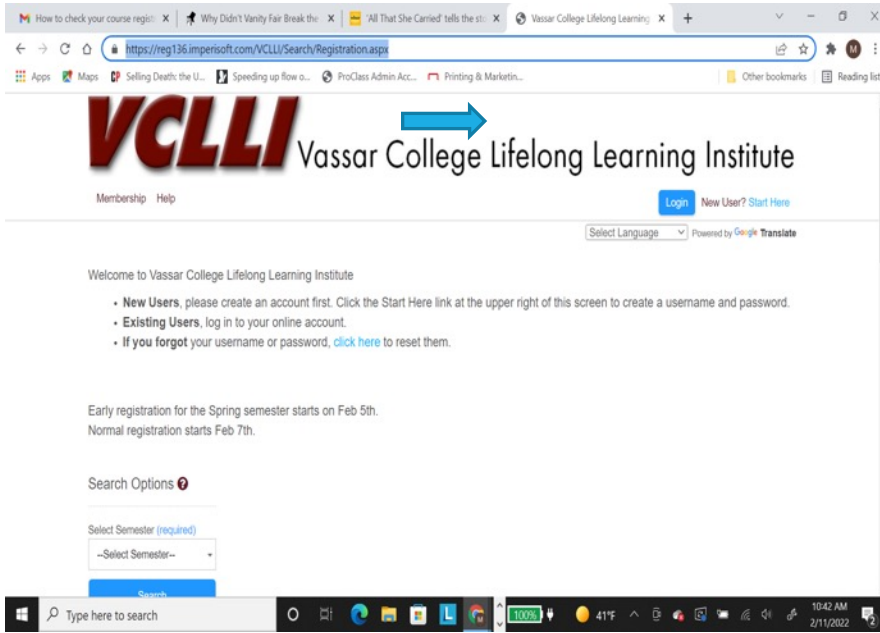 How to check your course regist
Why Didn't Vanity Fair Break the
'All That She Carried' tells the sto
Vassar College Lifelong Learning
https://reg136.imperisoft.com/VCLLI/Search/Registration.aspx
M
Apps
Maps
Selling Death: the U...
Speeding up flow o...
ProClass Admin Acc...
Printing & Marketin...
Other bookmarks
Reading list
VCLLI Vassar College Lifelong Learning Institute
Membership Help
Login New User? Start Here
Select Language Powered by Google Translate
Welcome to Vassar College Lifelong Learning Institute
• New Users, please create an account first. Click the Start Here link at the upper right of this screen to create a username and password.
• Existing Users, log in to your online account.
• If you forgot your username or password, click here to reset them.
Early registration for the Spring semester starts on Feb 5th.
Normal registration starts Feb 7th.
Search Options ?
Select Semester (required)
--Select Semester--
Search
Type here to search
L
100%
41°F
10:42 AM
2/11/2022
2